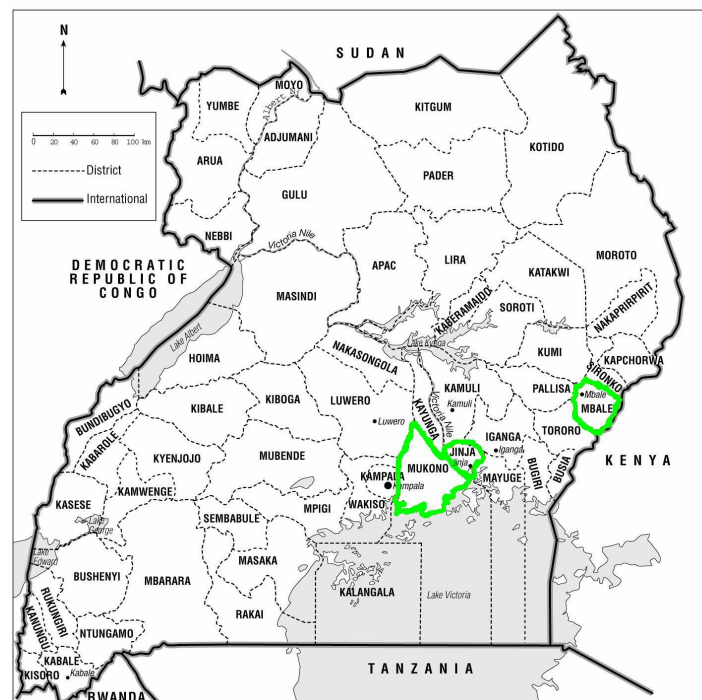 N
SUDAN
MOYO
Albert N.
YUMBE
KITGUM
ADJUMANI
KOTIDO
0 20 40 60 80 100 km
District
International
ARUA
PADER
GULU
NEBBI
Victoria Nile
MOROTO
DEMOCRATIC
REPUBLIC OF
CONGO
APAC
LIRA
KATAKWI
MASINDI
KABERAMAIDO
SOROTI
NAKAPRIRPIRIT
Lake Albert
Lake Kyoga
HOIMA
NAKASONGOLA
KUMI
KAPCHORWA
SIRONKO
BUNDIBUGYO
KIBALE
KIBOGA
LUWERO
KAYUNGA
Victoria Nile
KAMULI
Kamuli
PALLISA
Mbale
MBALE
Luwero
KABAROLE
KYENJOJO
MUBENDE
IGANGA
Iganga
TORORO
JINJA
Jinja
MUKONO
KENYA
KAMPALA
Kampala
MAYUGE
BUGIRI
BUSIA
KASESE
KAMWENGE
WAKISO
MPIGI
SEMBABULE
Lake
George
Lake
Edward
MASAKA
BUSHENYI
MBARARA
KALANGALA
Lake Victoria
RUKUNGIRI
KANUNGU
RAKAI
NTUNGAMO
KABALE
Kabale
KISORO
TANZANIA
RWANDA